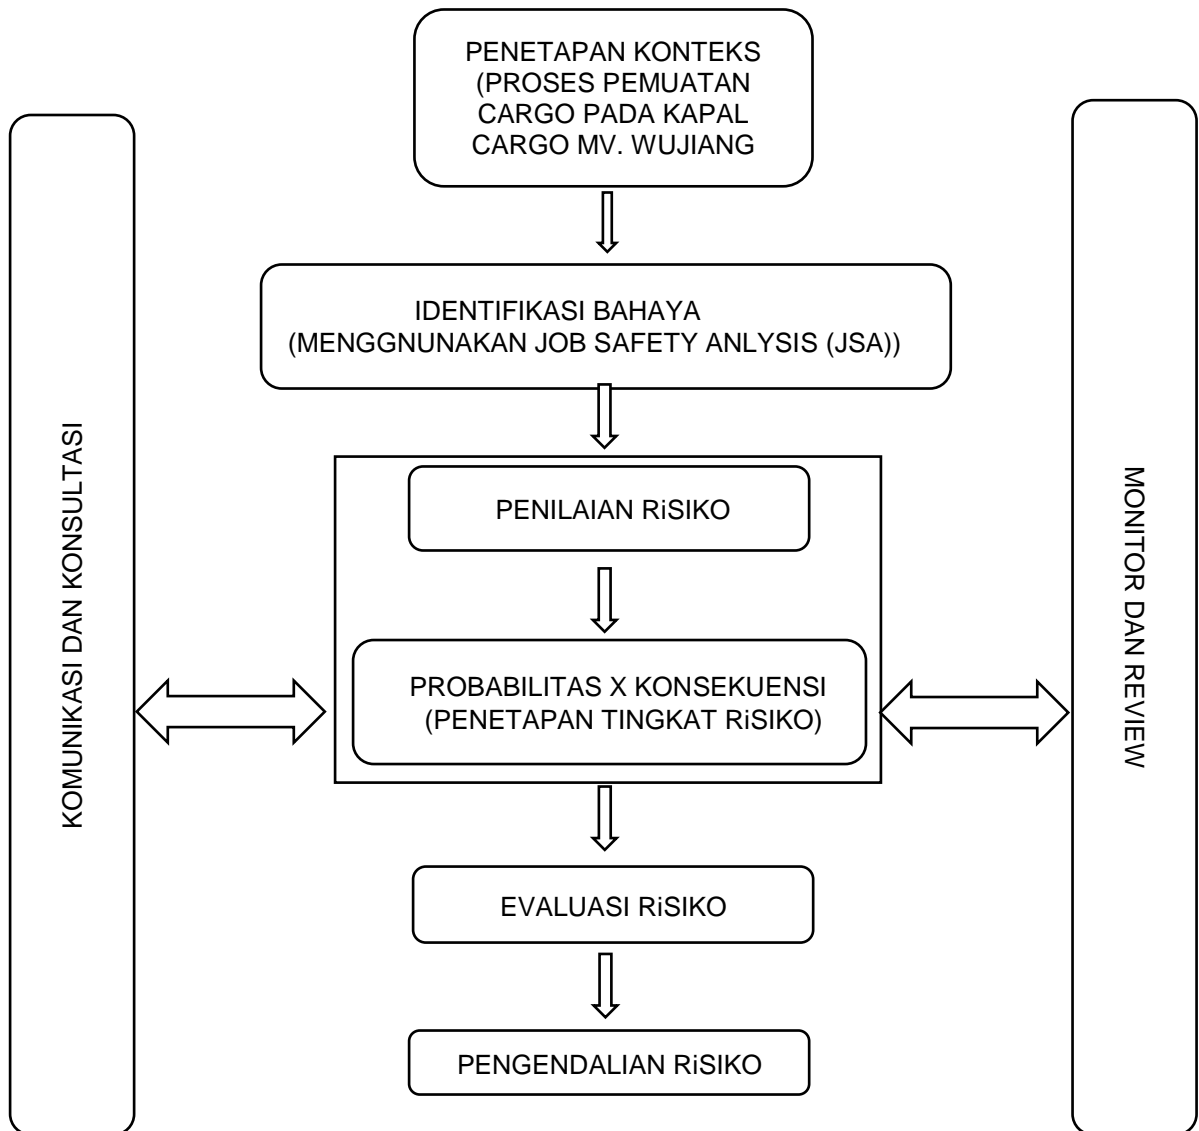 PENETAPAN KONTEKS
(PROSES PEMUATAN
CARGO PADA KAPAL
CARGO MV. WUJIANG
IDENTIFIKASI BAHAYA
(MENGGNUNAKAN JOB SAFETY ANLYSIS (JSA))
PENILAIAN RiSIKO
PROBABILITAS X KONSEKUENSI
(PENETAPAN TINGKAT RiSIKO)
EVALUASI RiSIKO
PENGENDALIAN RiSIKO
KOMUNIKASI DAN KONSULTASI
MONITOR DAN REVIEW